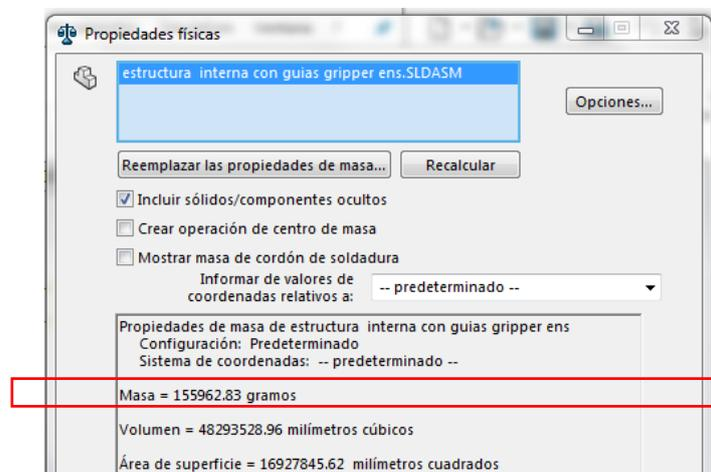 Propiedades físicas
estructura  interna con guias gripper ens.SLDASM
Opciones...
Reemplazar las propiedades de masa...
Recalcular
Incluir sólidos/componentes ocultos
Crear operación de centro de masa
Mostrar masa de cordón de soldadura
Informar de valores de
coordenadas relativos a:
-- predeterminado --
Propiedades de masa de estructura  interna con guias gripper ens
Configuración:  Predeterminado
Sistema de coordenadas:  -- predeterminado --
Masa = 155962.83 gramos
Volumen = 48293528.96 milímetros cúbicos
Área de superficie = 16927845.62  milímetros cuadrados